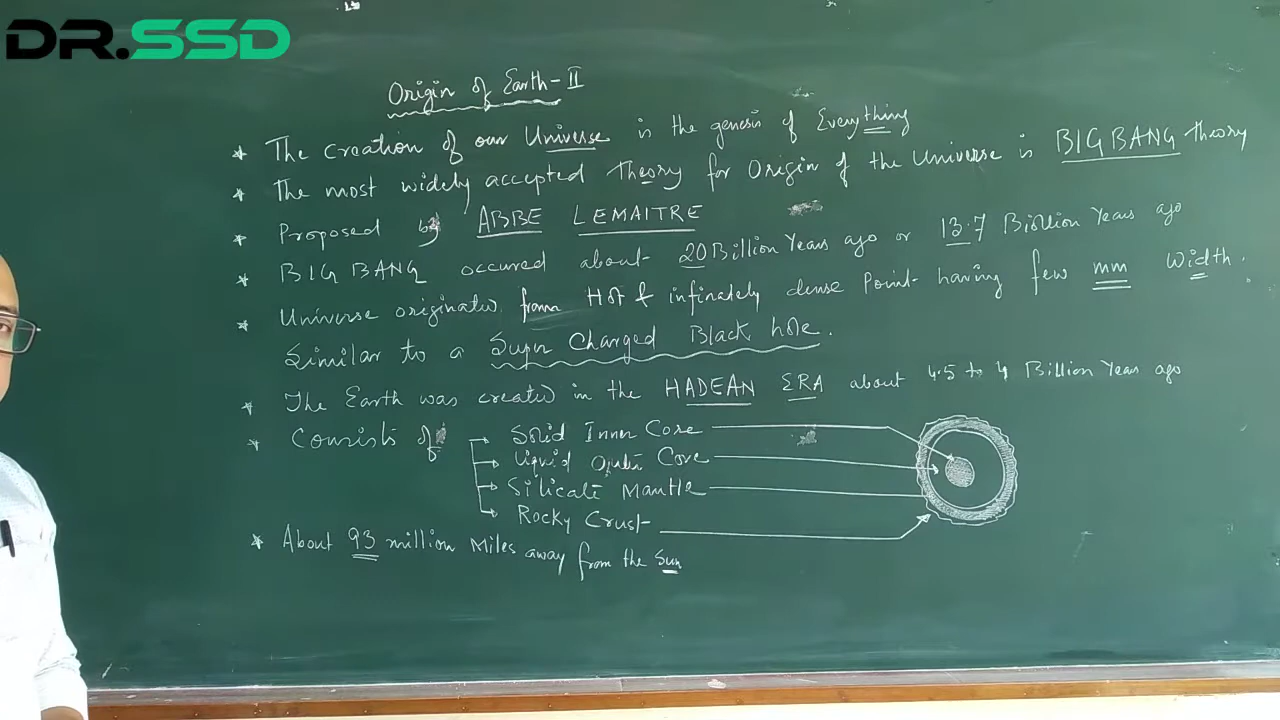 DR.SSD
Origin of Earth-II
* The creation of our Universe is the genesis of Everything
* The most widely accepted Theory for Origin of the Universe is BIG BANG Theory
* Proposed by ABBE LEMAITRE
* BIG BANG occured about 20 Billion Years ago or 13.7 Billion Years ago
* Universe originated from Hot & infinately dense Point having few mm width.
Similar to a Super Charged Black hole.
* The Earth was created in the HADEAN ERA about 4.5 to 4 Billion Years ago
* Consists of
Solid Inner Core
Liquid Outer Core
Silicate Mantle
Rocky Crust
* About 93 million Miles away from the Sun